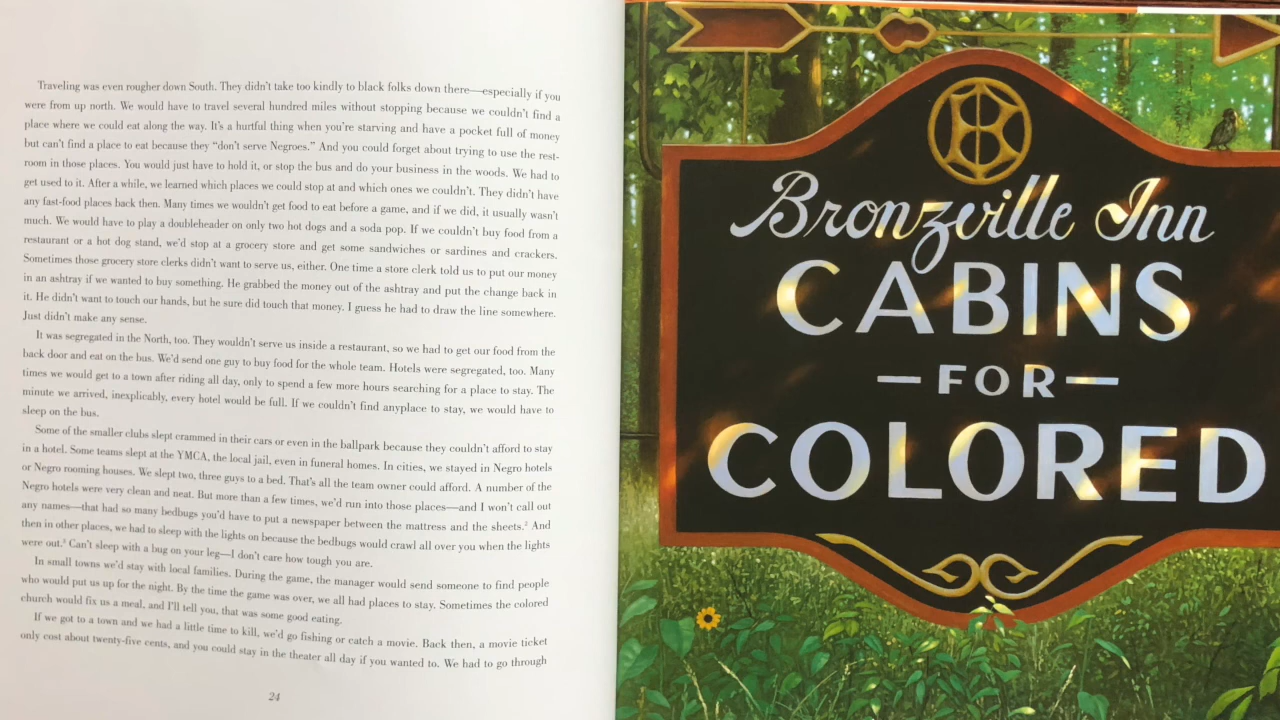 Traveling was even rougher down South. They didn't take too kindly to black folks down there—especially if you
were from up north. We would have to travel several hundred miles without stopping because we couldn't find a
place where we could eat along the way. It's a hurtful thing when you're starving and have a pocket full of money
but can't find a place to eat because they "don't serve Negroes." And you could forget about trying to use the rest-
room in those places. You would just have to hold it, or stop the bus and do your business in the woods. We had to
get used to it. After a while, we learned which places we could stop at and which ones we couldn't. They didn't have
any fast-food places back then. Many times we wouldn't get food to eat before a game, and if we did, it usually wasn't
much. We would have to play a doubleheader on only two hot dogs and a soda pop. If we couldn't buy food from a
restaurant or a hot dog stand, we'd stop at a grocery store and get some sandwiches or sardines and crackers.
Sometimes those grocery store clerks didn't want to serve us, either. One time a store clerk told us to put our money
in an ashtray if we wanted to buy something. He grabbed the money out of the ashtray and put the change back in
it. He didn't want to touch our hands, but he sure did touch that money. I guess he had to draw the line somewhere.
Just didn't make any sense.
It was segregated in the North, too. They wouldn't serve us inside a restaurant, so we had to get our food from the
back door and eat on the bus. We'd send one guy to buy food for the whole team. Hotels were segregated, too. Many
times we would get to a town after riding all day, only to spend a few more hours searching for a place to stay. The
minute we arrived, inexplicably, every hotel would be full. If we couldn't find anyplace to stay, we would have to
sleep on the bus.
Some of the smaller clubs slept crammed in their cars or even in the ballpark because they couldn't afford to stay
in a hotel. Some teams slept at the YMCA, the local jail, even in funeral homes. In cities, we stayed in Negro hotels
or Negro rooming houses. We slept two, three guys to a bed. That's all the team owner could afford. A number of the
Negro hotels were very clean and neat. But more than a few times, we'd run into those places—and I won't call out
any names—that had so many bedbugs you'd have to put a newspaper between the mattress and the sheets.² And
then in other places, we had to sleep with the lights on because the bedbugs would crawl all over you when the lights
were out.³ Can't sleep with a bug on your leg—I don't care how tough you are.
In small towns we'd stay with local families. During the game, the manager would send someone to find people
who would put us up for the night. By the time the game was over, we all had places to stay. Sometimes the colored
church would fix us a meal, and I'll tell you, that was some good eating.
If we got to a town and we had a little time to kill, we'd go fishing or catch a movie. Back then, a movie ticket
only cost about twenty-five cents, and you could stay in the theater all day if you wanted to. We had to go through
24
Bronzeville Inn
CABINS
—FOR—
COLORED